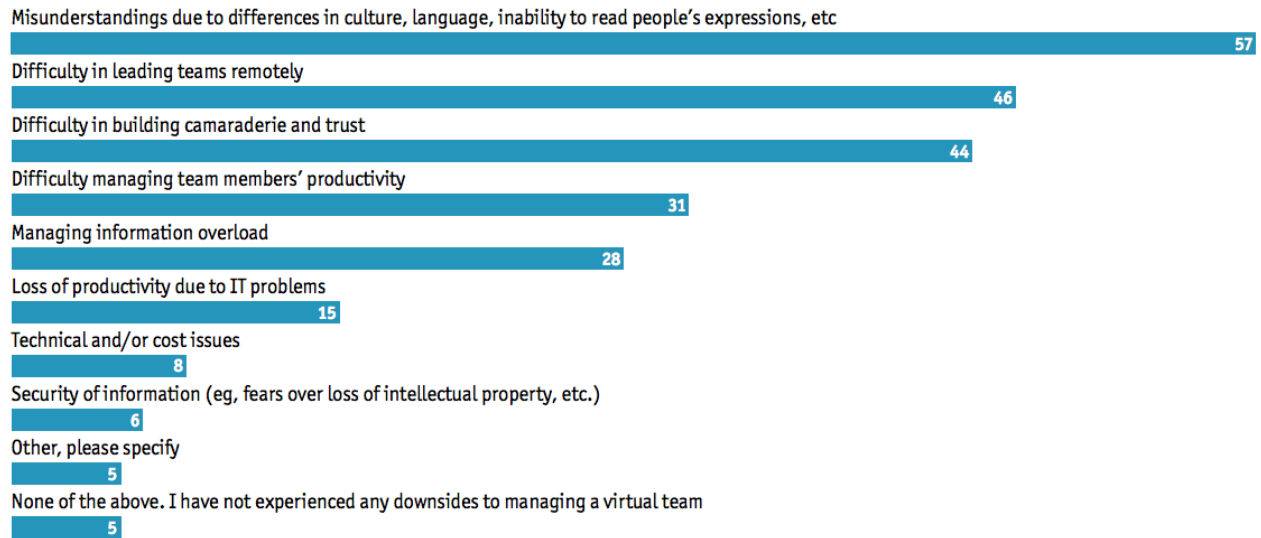 Misunderstandings due to differences in culture, language, inability to read people’s expressions, etc
57
Difficulty in leading teams remotely
46
Difficulty in building camaraderie and trust
44
Difficulty managing team members’ productivity
31
Managing information overload
28
Loss of productivity due to IT problems
15
Technical and/or cost issues
8
Security of information (eg, fears over loss of intellectual property, etc.)
6
Other, please specify
5
None of the above. I have not experienced any downsides to managing a virtual team
5